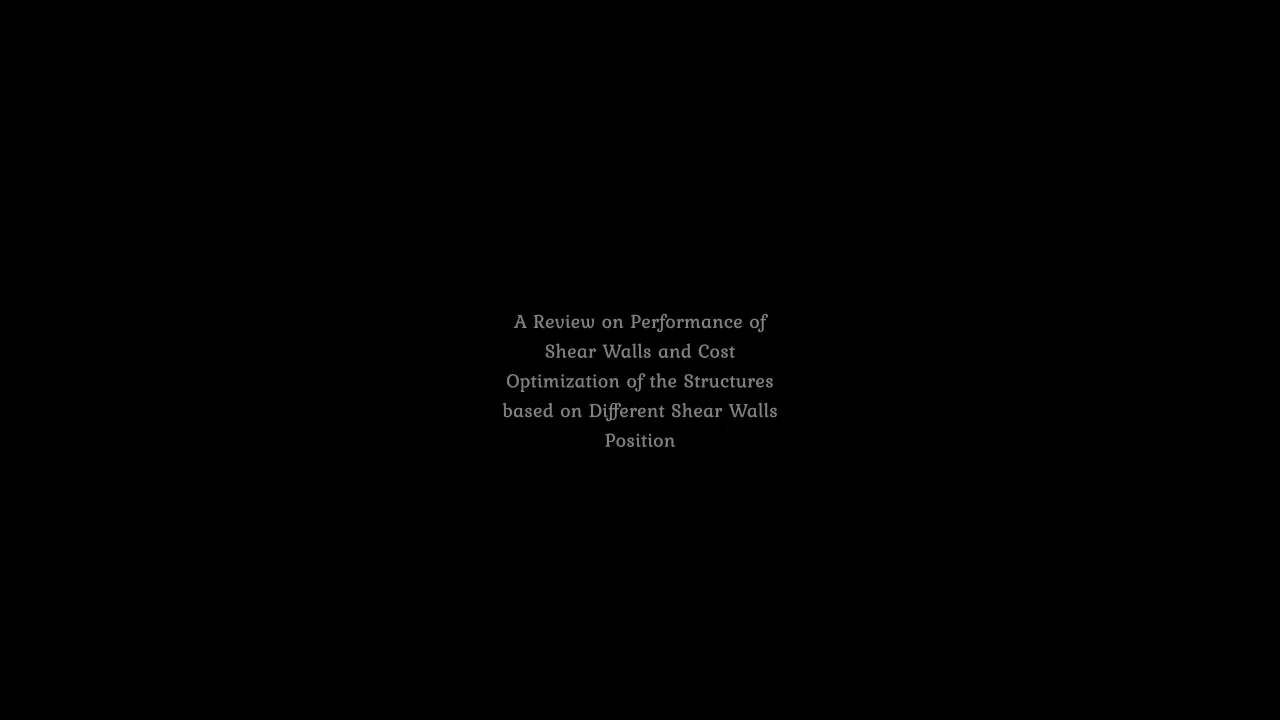 A Review on Performance of
Shear Walls and Cost
Optimization of the Structures
based on Different Shear Walls
Position